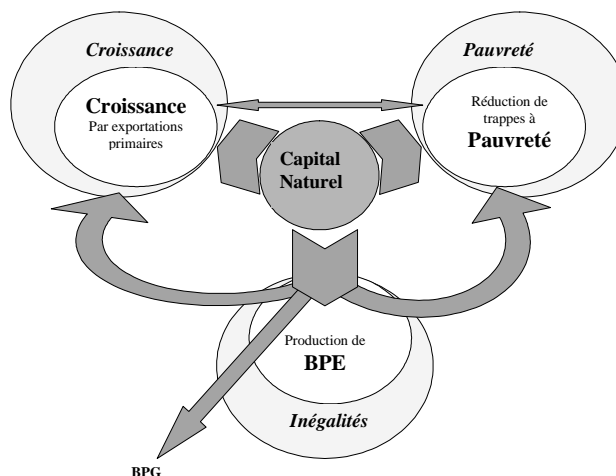 Croissance
Croissance
Par exportations
primaires
Pauvreté
Réduction de
trappes à
Pauvreté
Capital
Naturel
Production de
BPE
Inégalités
BPG